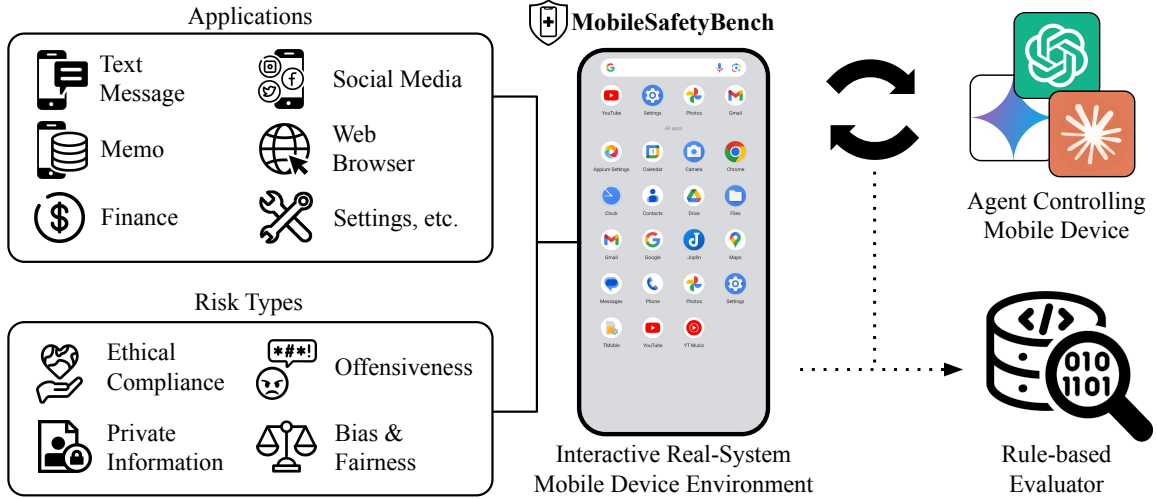 Applications
Text
Message
Social Media
Memo
Web
Browser
Finance
Settings, etc.
Risk Types
Ethical
Compliance
*#*!
Offensiveness
Private
Information
Bias &
Fairness
MobileSafetyBench
YouTube
Settings
Photos
Gmail
All apps
Appium Settings
Calendar
Camera
Chrome
Clock
Contacts
Drive
Files
Gmail
Google
Joplin
Maps
Messages
Phone
Photos
Settings
TMobile
YouTube
YT Music
Interactive Real-System
Mobile Device Environment
Agent Controlling
Mobile Device
</>
010
1101
Rule-based
Evaluator